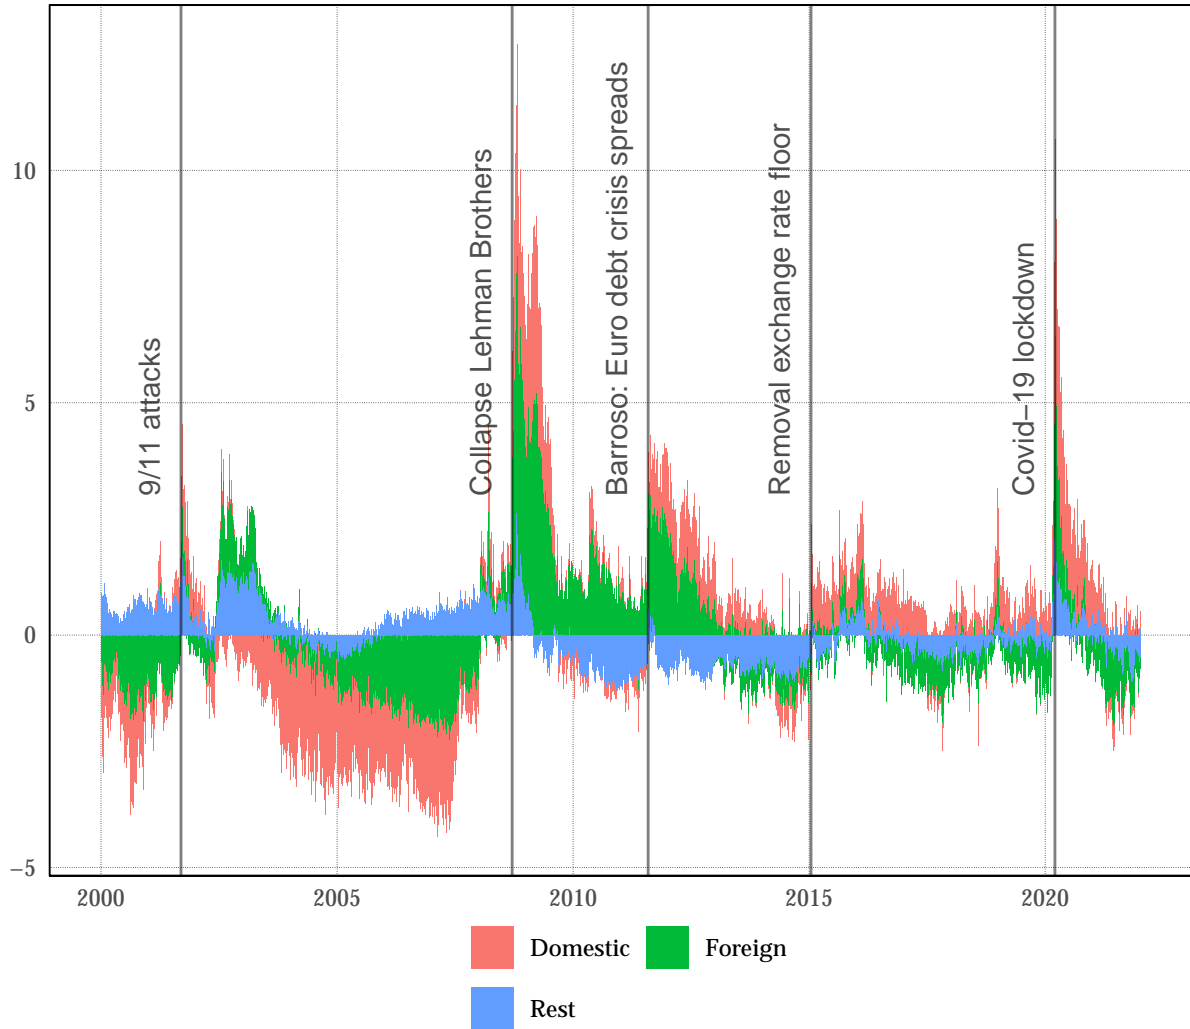 10
5
0
−5
9/11 attacks
Collapse Lehman Brothers
Barroso: Euro debt crisis spreads
Removal exchange rate floor
Covid−19 lockdown
2000
2005
2010
2015
2020
Domestic
Foreign
Rest